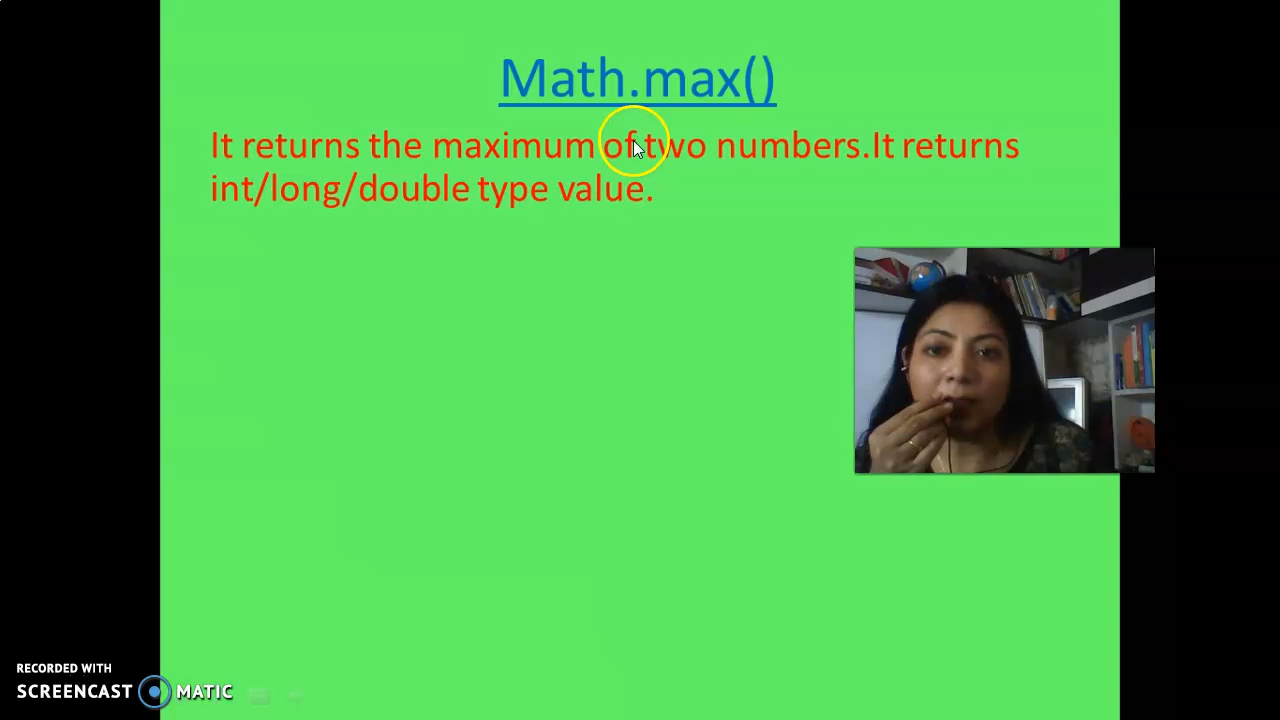 Math.max()
It returns the maximum of two numbers.It returns
int/long/double type value.
RECORDED WITH
SCREENCAST MATIC